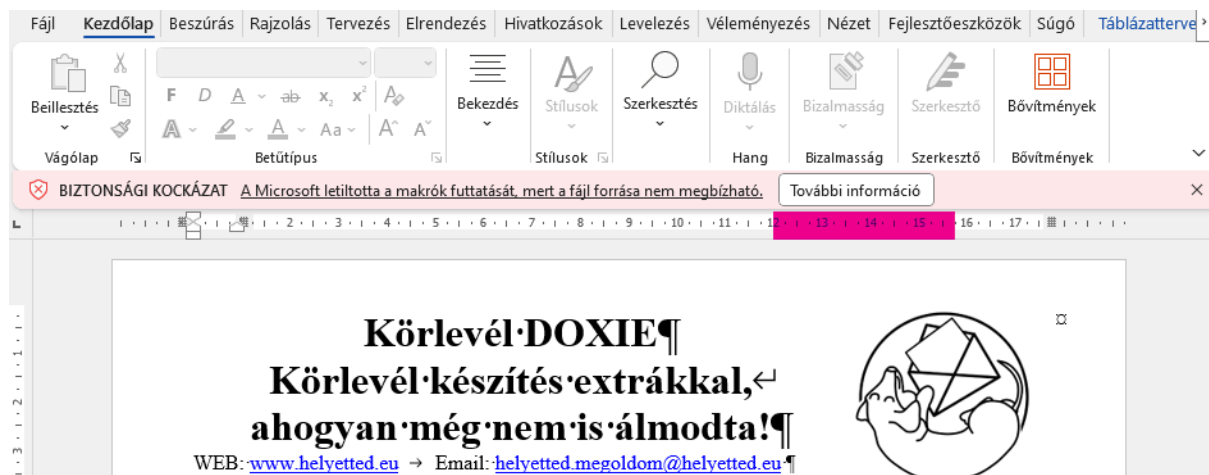 Fájl Kezdőlap Beszúrás Rajzolás Tervezés Elrendezés Hivatkozások Levelezés Véleményezés Nézet Fejlesztőeszközök Súgó Táblázatterve
Beillesztés
F D A ab x₂ x² A
A A Aa A A
Bekezdés Stílusok Szerkesztés Diktálás Bizalmasság Szerkesztő Bővítmények
Vágólap Betűtípus Stílusok Hang Bizalmasság Szerkesztő Bővítmények
BIZTONSÁGI KOCKÁZAT A Microsoft letiltotta a makrók futtatását, mert a fájl forrása nem megbízható. További információ
1 2 3 4 5 6 7 8 9 10 11 12 13 14 15 16 17
Körlevél·DOXIE¶
Körlevél·készítés·extrákkal,↵
ahogyan·még·nem·is·álmodta!¶
WEB:·www.helyetted.eu → Email:·helyetted.megoldom@helyetted.eu·¶
1
2
3